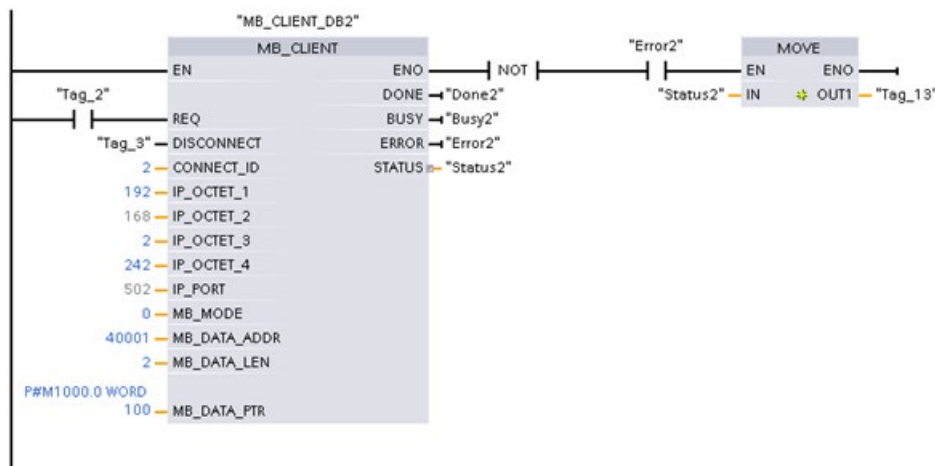 "MB_CLIENT_DB2"
MB_CLIENT
"Error2"
MOVE
EN ENO NOT EN ENO
"Tag_2" DONE "Done2" "Status2" IN OUT1 "Tag_13"
REQ BUSY "Busy2"
"Tag_3" DISCONNECT ERROR "Error2"
2 CONNECT_ID STATUS "Status2"
192 IP_OCTET_1
168 IP_OCTET_2
2 IP_OCTET_3
242 IP_OCTET_4
502 IP_PORT
0 MB_MODE
40001 MB_DATA_ADDR
2 MB_DATA_LEN
P#M1000.0 WORD
100 MB_DATA_PTR